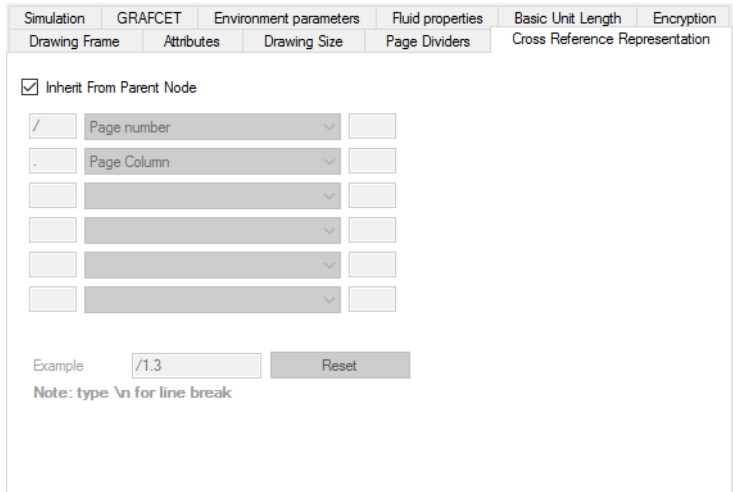 Simulation GRAFCET Environment parameters Fluid properties Basic Unit Length Encryption
Drawing Frame Attributes Drawing Size Page Dividers Cross Reference Representation
Inherit From Parent Node
/ Page number
. Page Column
Example /1.3 Reset
Note: type \n for line break